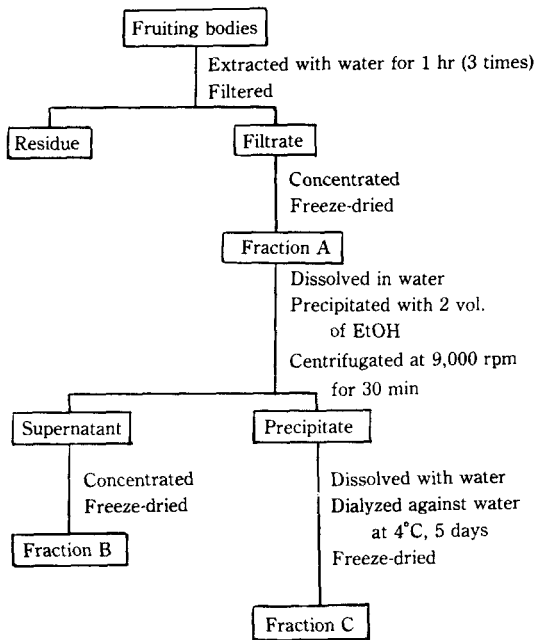 Fruiting bodies
Extracted with water for 1 hr (3 times)
Filtered
Residue
Filtrate
Concentrated
Freeze-dried
Fraction A
Dissolved in water
Precipitated with 2 vol.
of EtOH
Centrifugated at 9,000 rpm
for 30 min
Supernatant
Precipitate
Concentrated
Freeze-dried
Fraction B
Dissolved with water
Dialyzed against water
at 4°C, 5 days
Freeze-dried
Fraction C